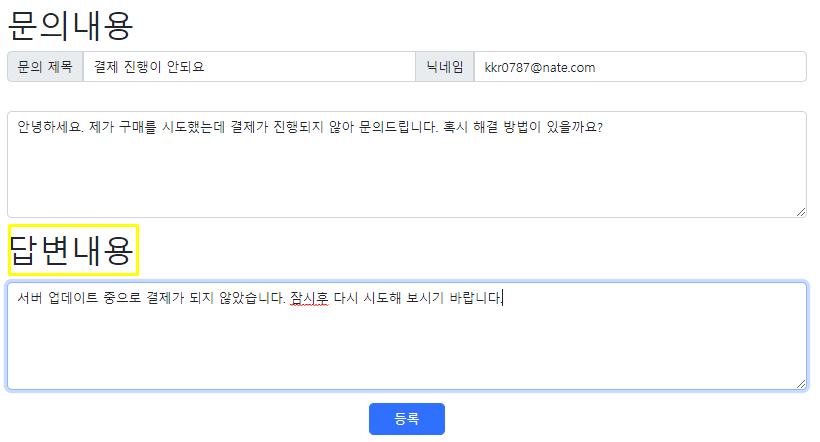 문의내용
문의 제목 결제 진행이 안되요 닉네임 kkr0787@nate.com
안녕하세요. 제가 구매를 시도했는데 결제가 진행되지 않아 문의드립니다. 혹시 해결 방법이 있을까요?
답변내용
서버 업데이트 중으로 결제가 되지 않았습니다. 잠시후 다시 시도해 보시기 바랍니다.
등록